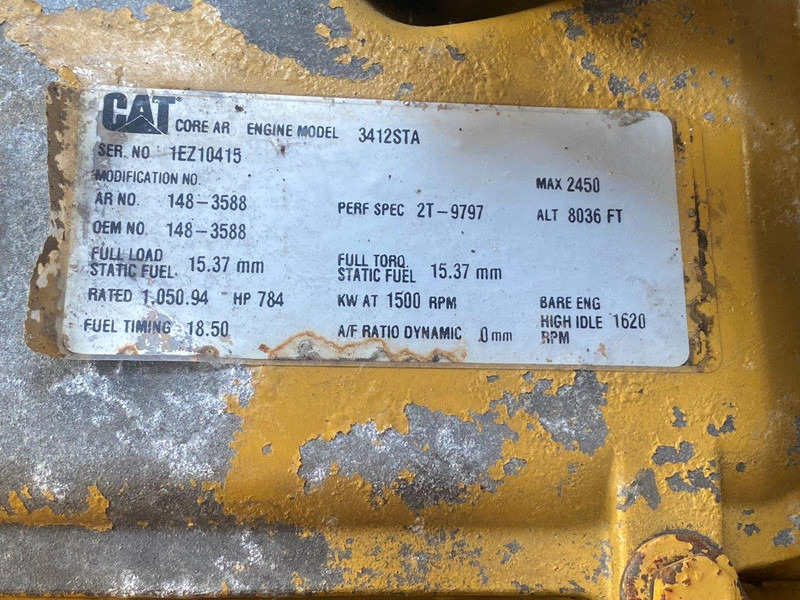 CAT CORE AR ENGINE MODEL 3412STA
SER. NO 1EZ10415
MODIFICATION NO. MAX 2450
AR NO. 148-3588 PERF SPEC 2T-9797 ALT 8036 FT
OEM NO. 148-3588
FULL LOAD STATIC FUEL. 15.37 mm FULL TORQ. STATIC FUEL 15.37 mm
RATED 1,050.94 HP 784 KW AT 1500 RPM BARE ENG
FUEL TIMING 18.50 A/F RATIO DYNAMIC .0 mm HIGH IDLE 1620
RPM